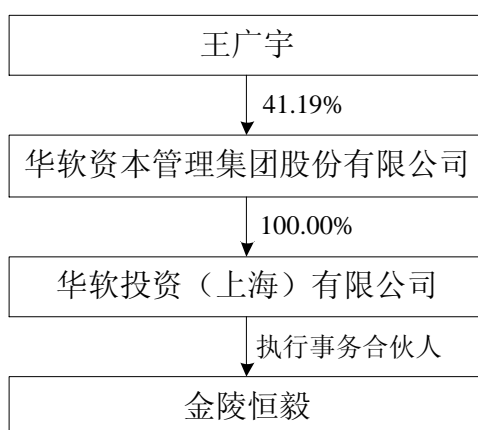 王广宇
41.19%
华软资本管理集团股份有限公司
100.00%
华软投资（上海）有限公司
执行事务合伙人
金陵恒毅